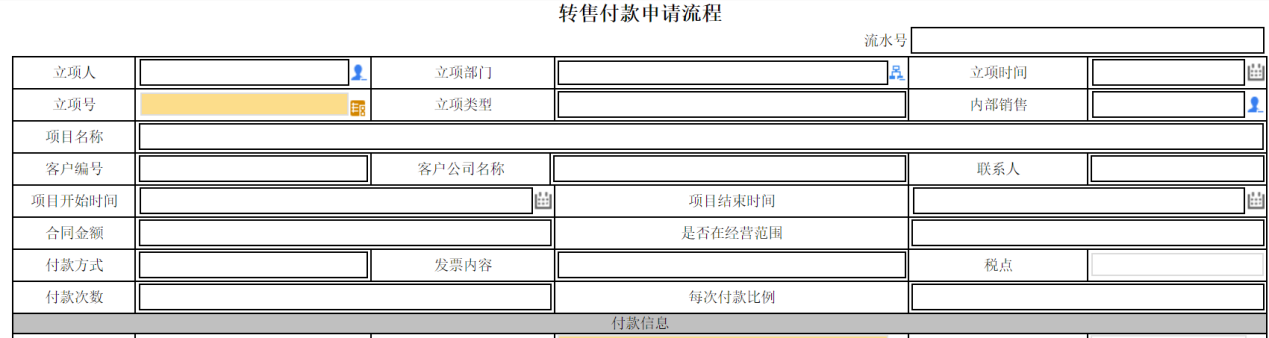 转售付款申请流程
流水号
立项人 立项部门 立项时间
立项号 立项类型 内部销售
项目名称
客户编号 客户公司名称 联系人
项目开始时间 项目结束时间
合同金额 是否在经营范围
付款方式 发票内容 税点
付款次数 每次付款比例
付款信息